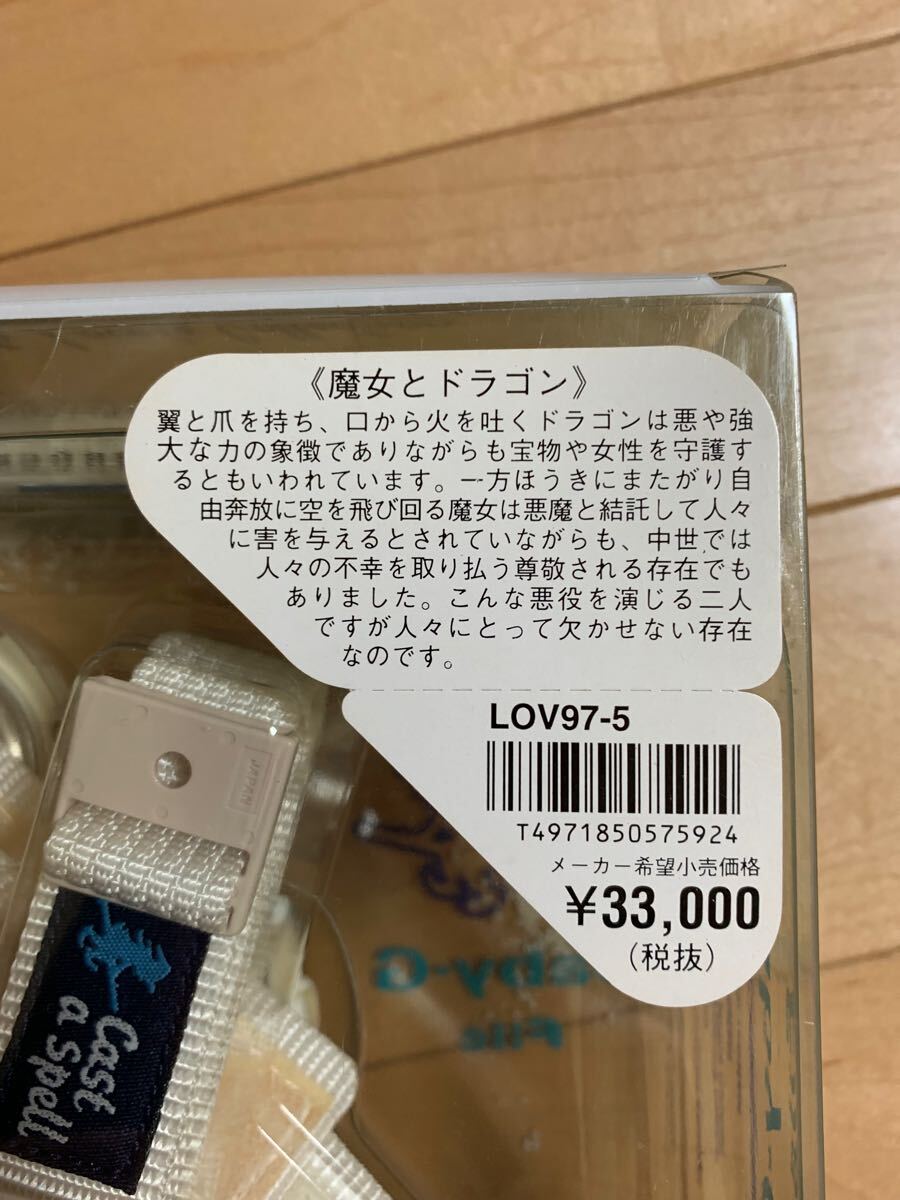 《魔女とドラゴン》
翼と爪を持ち、口から火を吐くドラゴンは悪や強
大な力の象徴でありながらも宝物や女性を守護す
るともいわれています。一方ほうきにまたがり自
由奔放に空を飛び回る魔女は悪魔と結託して人々
に害を与えるとされていながらも、中世では
人々の不幸を取り払う尊敬される存在でも
ありました。こんな悪役を演じる二人
ですが人々にとって欠かせない存在
なのです。
LOV97-5
T4971850575924
メーカー希望小売価格
¥33,000
(税抜)
JAPAN
Cast
a Spell